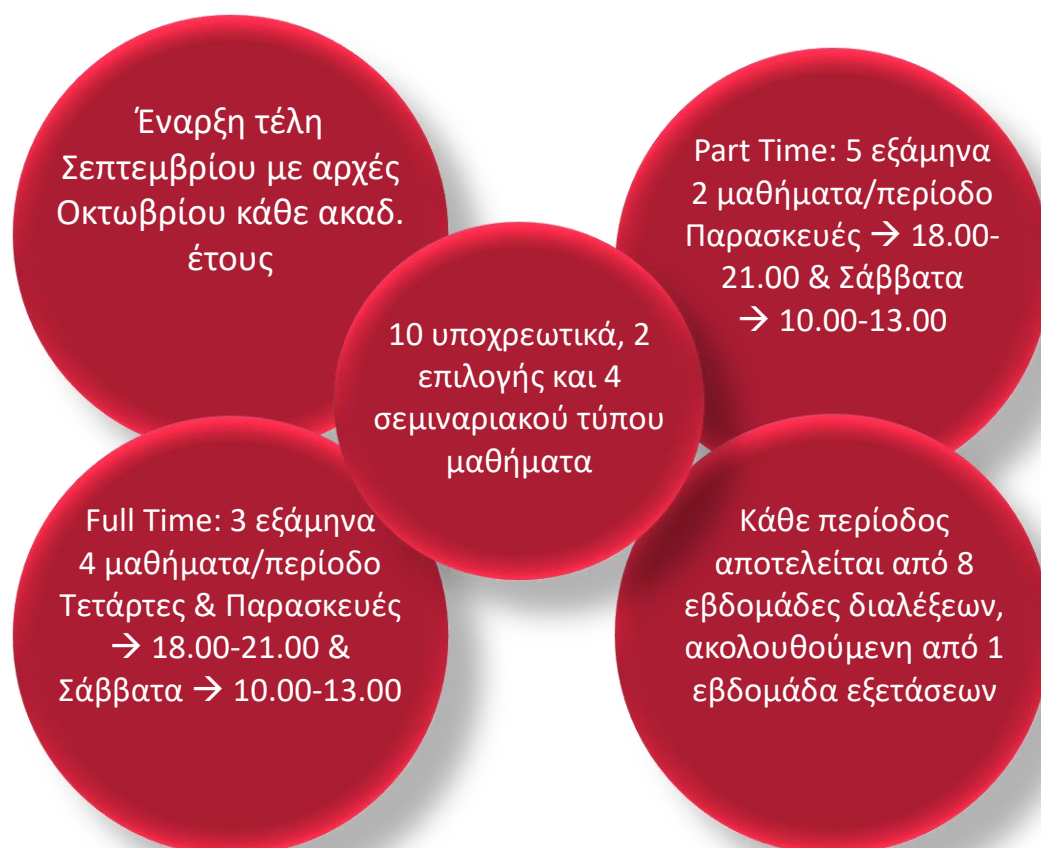 Έναρξη τέλη
Σεπτεμβρίου με αρχές
Οκτωβρίου κάθε ακαδ.
έτους
Part Time: 5 εξάμηνα
2 μαθήματα/περίοδο
Παρασκευές → 18.00-
21.00 & Σάββατα
→ 10.00-13.00
10 υποχρεωτικά, 2
επιλογής και 4
σεμιναριακού τύπου
μαθήματα
Full Time: 3 εξάμηνα
4 μαθήματα/περίοδο
Τετάρτες & Παρασκευές
→ 18.00-21.00 &
Σάββατα → 10.00-13.00
Κάθε περίοδος
αποτελείται από 8
εβδομάδες διαλέξεων,
ακολουθούμενη από 1
εβδομάδα εξετάσεων